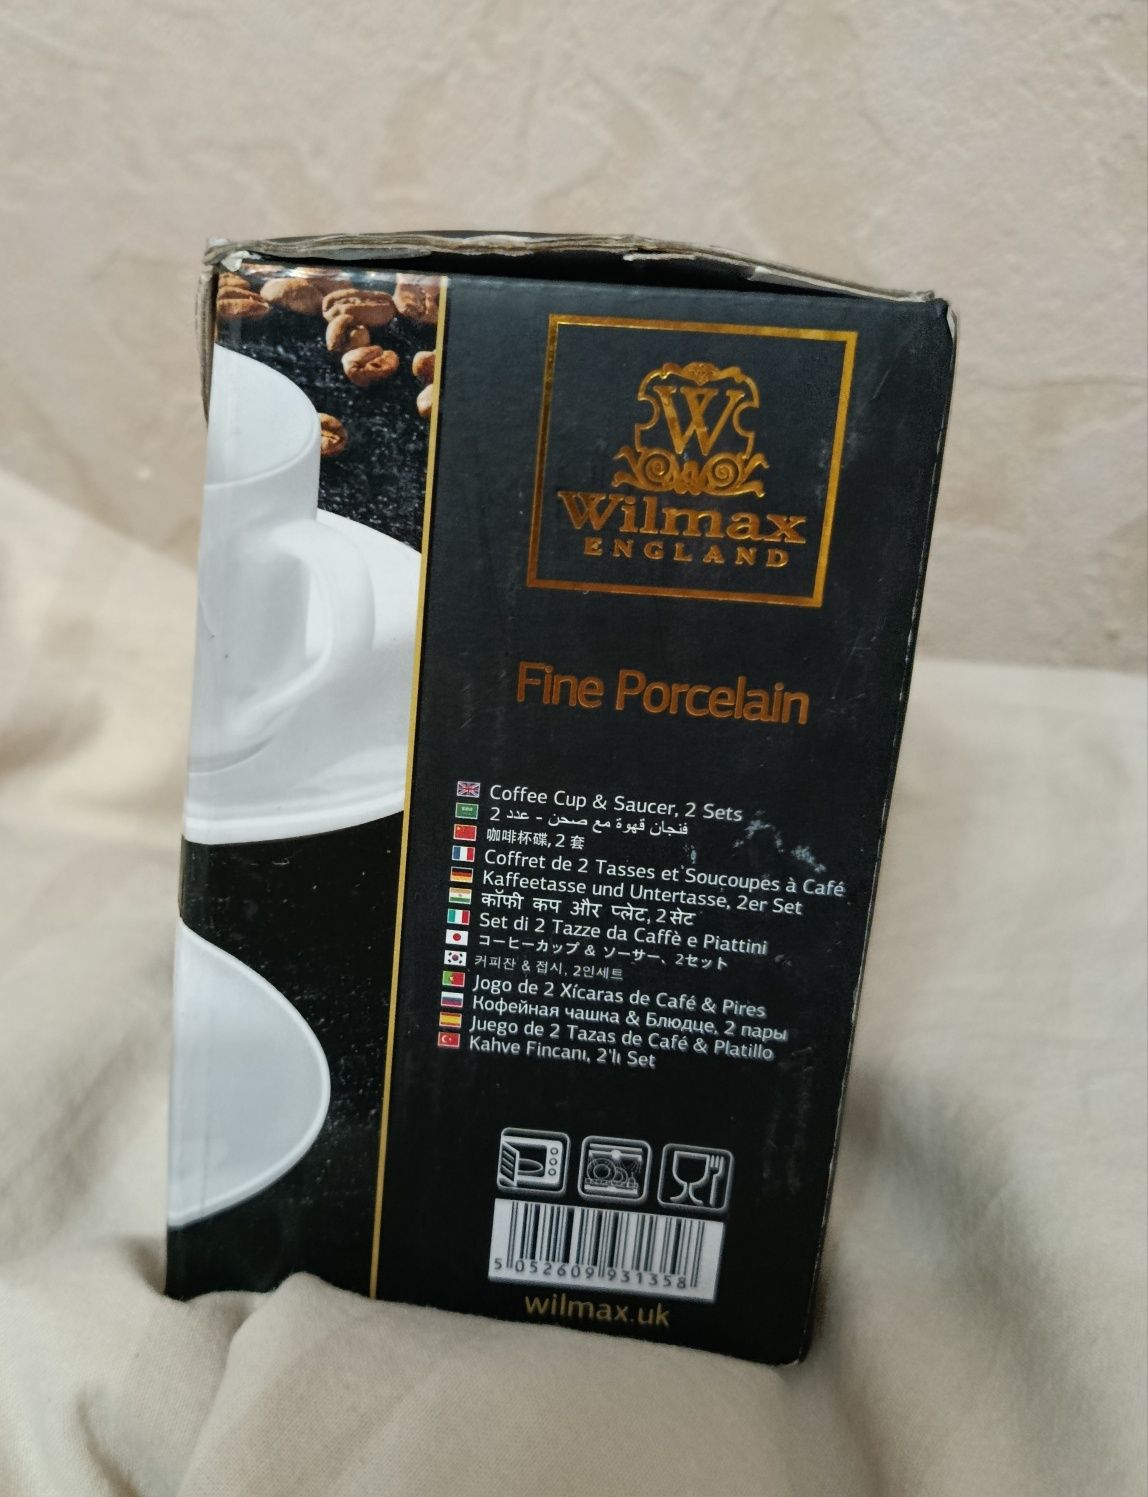 W
Wilmax
ENGLAND
Fine Porcelain
Coffee Cup & Saucer, 2 Sets
فنجان قهوة مع صحن - عدد 2
咖啡杯碟, 2 套
Coffret de 2 Tasses et Soucoupes à Café
Kaffeetasse und Untertasse, 2er Set
कॉफी कप और प्लेट, 2 सेट
Set di 2 Tazze da Caffè e Piattini
コーヒーカップ & ソーサー、2セット
커피잔 & 접시, 2인세트
Jogo de 2 Xícaras de Café & Pires
Кофейная чашка & Блюдце, 2 пары
Juego de 2 Tazas de Café & Platillo
Kahve Fincanı, 2'lı Set
5 052609 931358
wilmax.uk